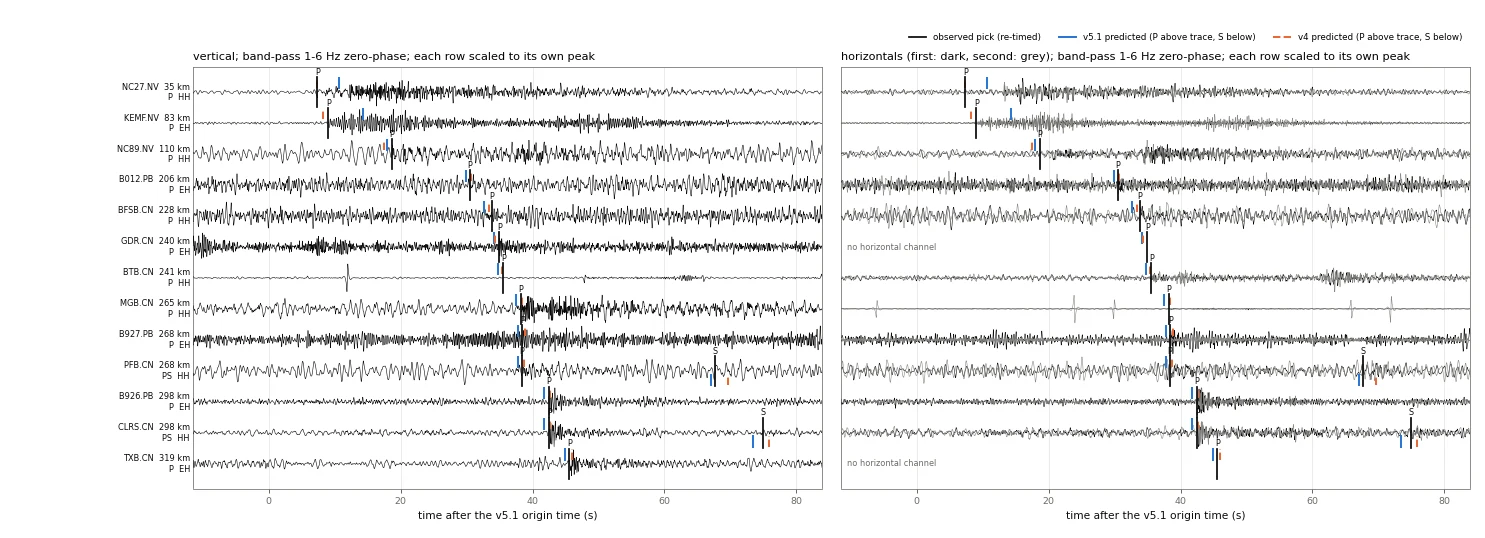 observed pick (re-timed) v5.1 predicted (P above trace, S below) v4 predicted (P above trace, S below)
vertical; band-pass 1-6 Hz zero-phase; each row scaled to its own peak
horizontals (first: dark, second: grey); band-pass 1-6 Hz zero-phase; each row scaled to its own peak
NC27.NV 35 km
P HH
KEMF.NV 83 km
P EH
NC89.NV 110 km
P HH
B012.PB 206 km
P EH
BFSB.CN 228 km
P HH
GDR.CN 240 km
P EH
BTB.CN 241 km
P HH
MGB.CN 265 km
P HH
B927.PB 268 km
P EH
PFB.CN 268 km
PS HH
B926.PB 298 km
P EH
CLRS.CN 298 km
PS HH
TXB.CN 319 km
P EH
P
P
P
P
P
P
P
P
P
S
P
S
P
0 20 40 60 80
time after the v5.1 origin time (s)
P
P
P
P
P
P
no horizontal channel
P
P
P
S
P
S
P
no horizontal channel
0 20 40 60 80
time after the v5.1 origin time (s)